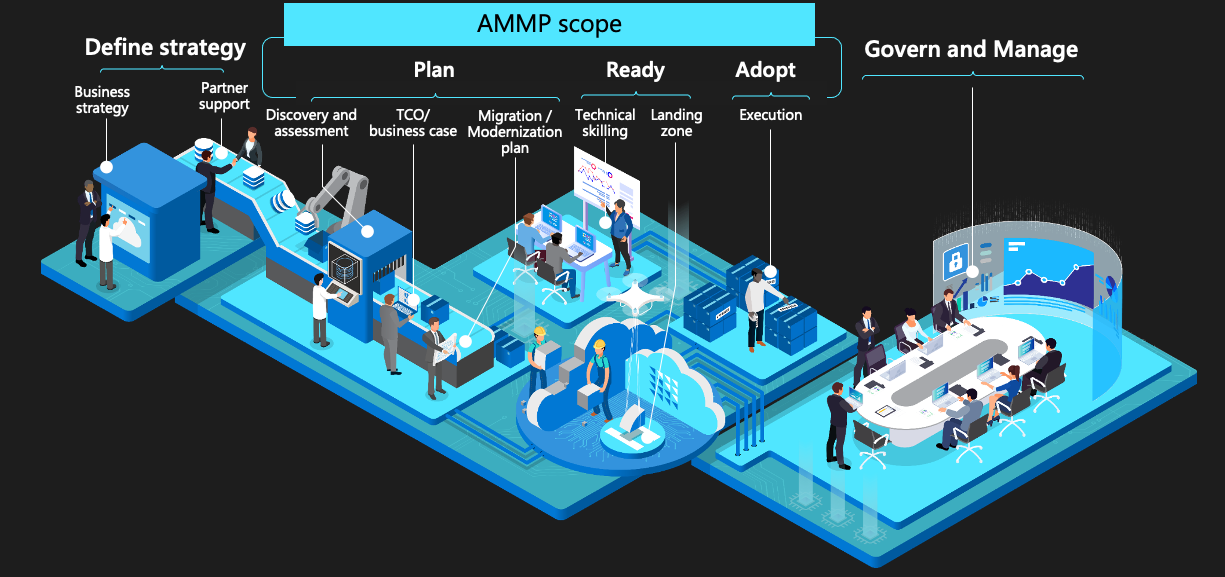 AMMP scope
Define strategy
Plan
Ready
Adopt
Govern and Manage
Business
strategy
Partner
support
Discovery and
assessment
TCO/
business case
Migration /
Modernization
plan
Technical
skilling
Landing
zone
Execution